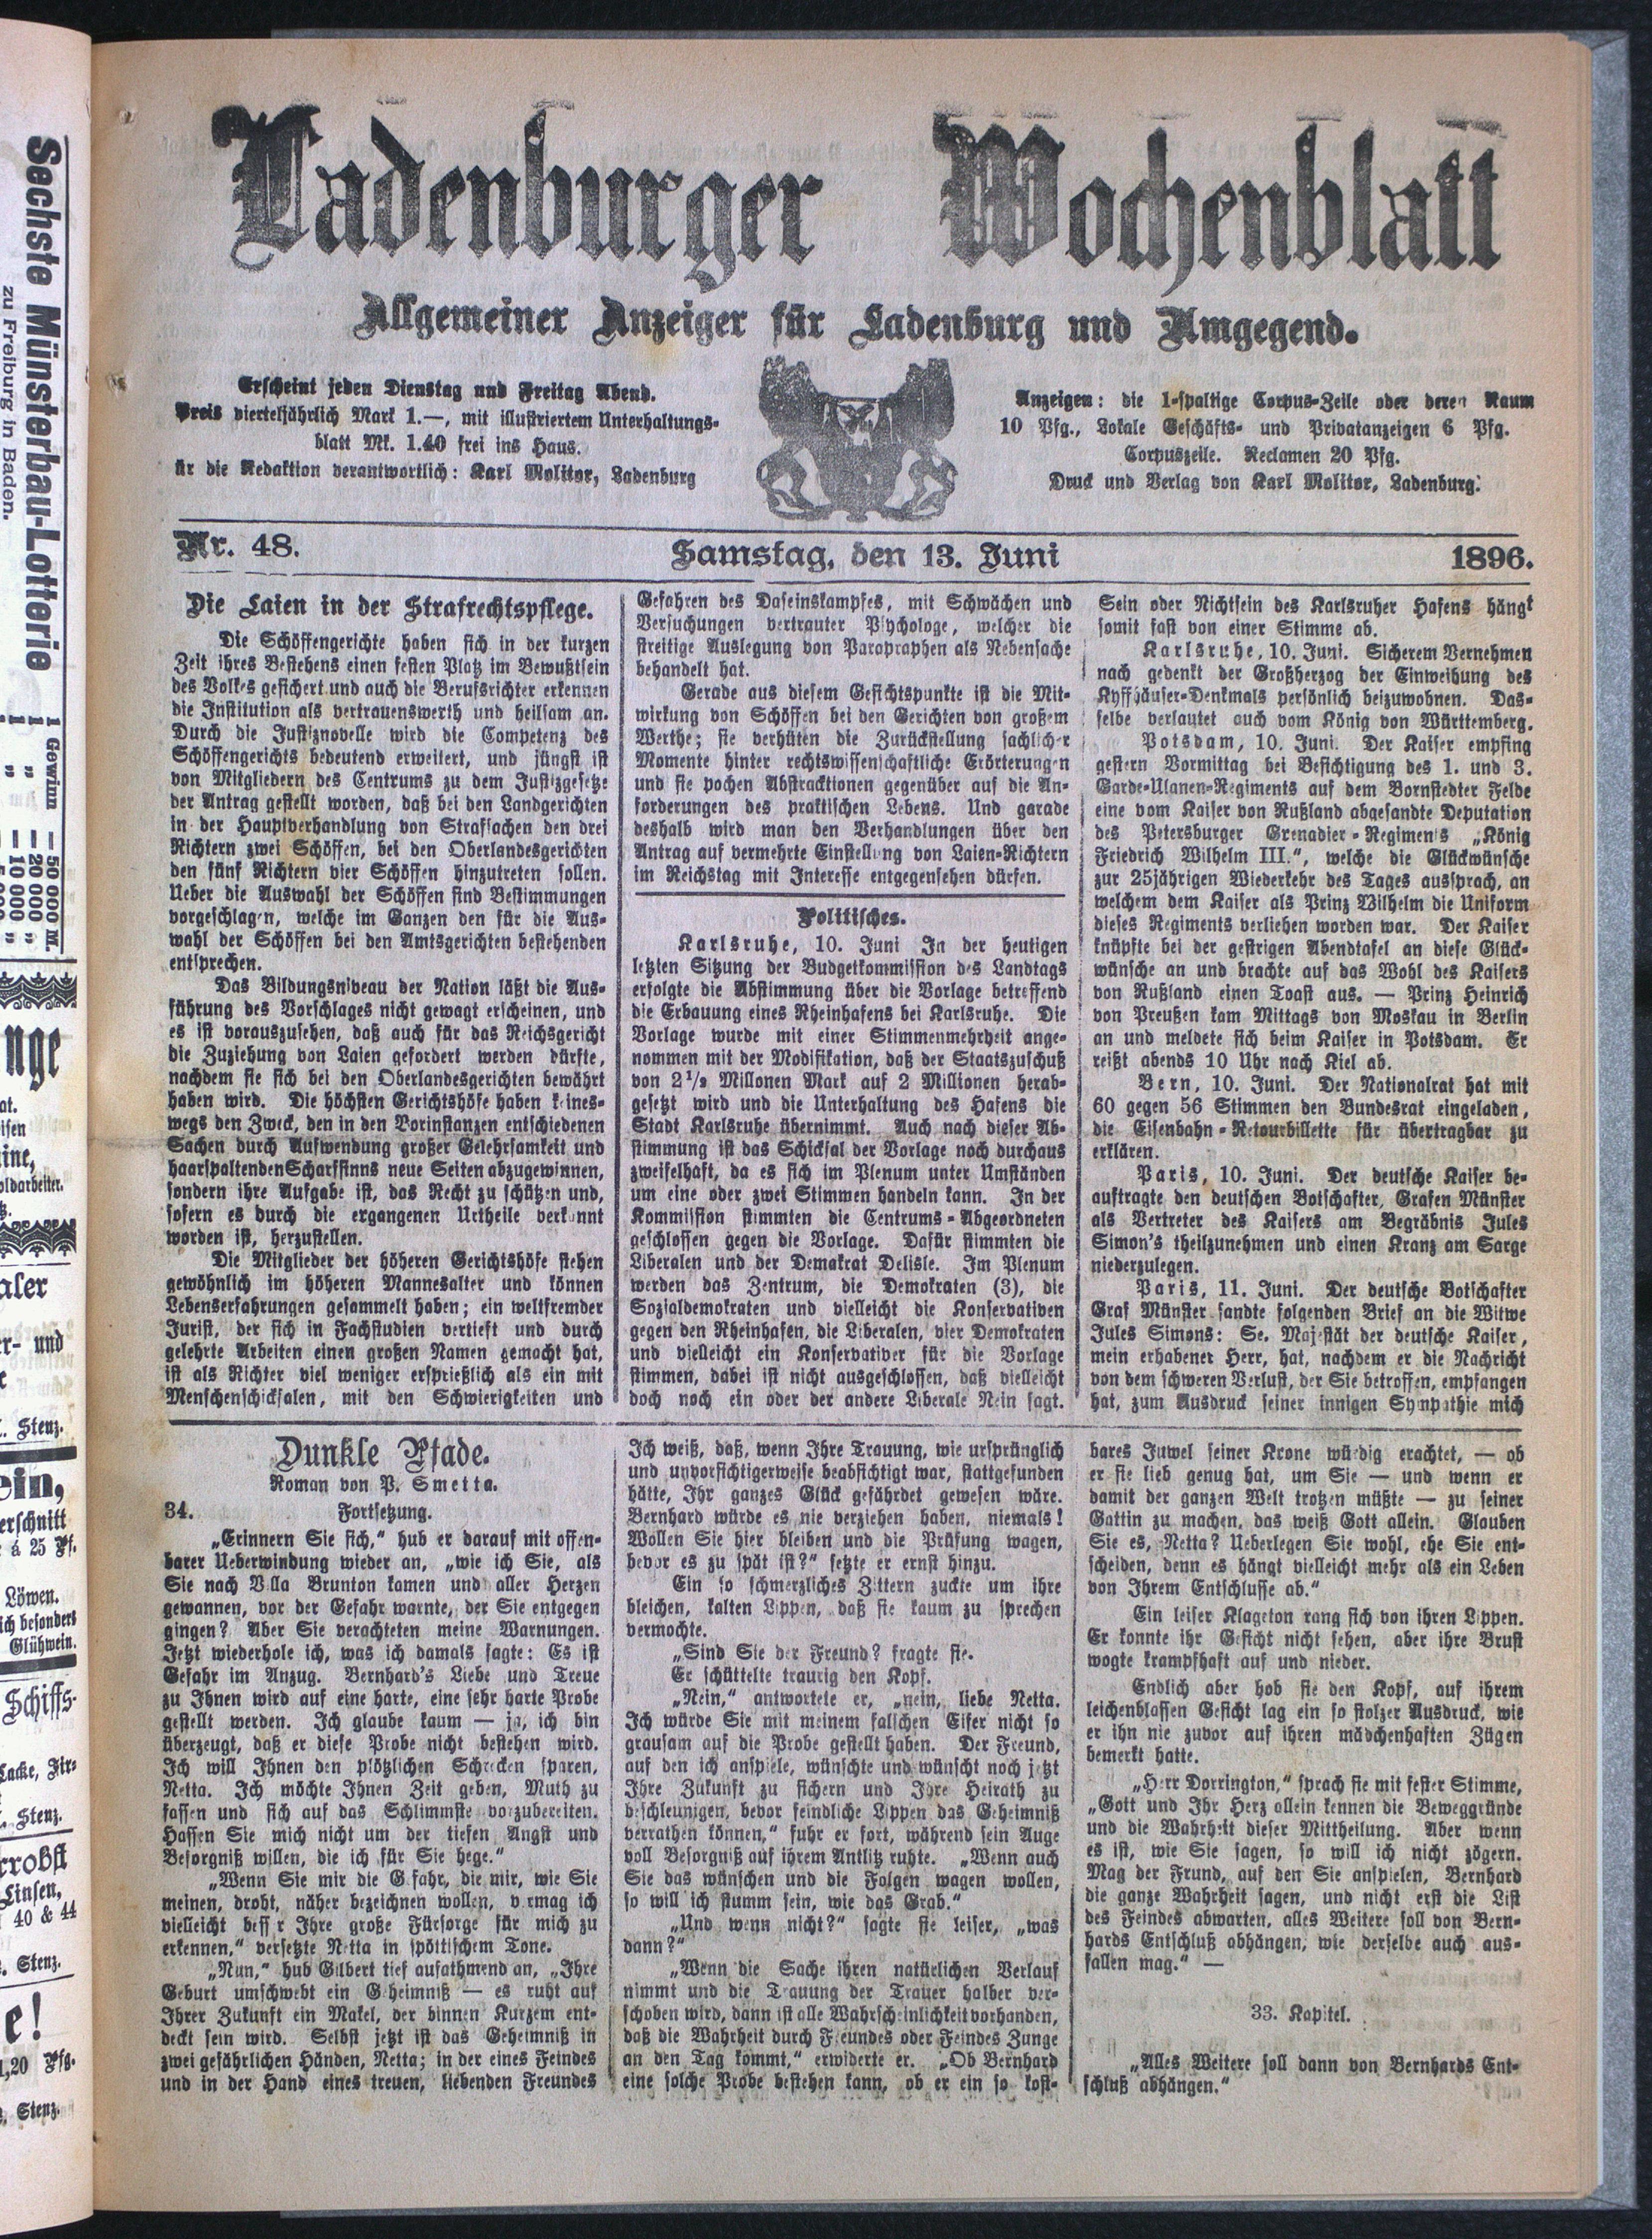 Ladenburger Wochenblatt
Allgemeiner Anzeiger für Ladenburg und Umgegend.
Erscheint jeden Dienstag und Freitag Abend.
Preis vierteljährlich Mark 1.—, mit illustriertem Unterhaltungs-
blatt Mk. 1.40 frei ins Haus.
ür die Redaktion verantwortlich: Karl Molitor, Ladenburg
Anzeigen: die 1-spaltige Corpus-Zeile oder deren Raum
10 Pfg., Lokale Geschäfts- und Privatanzeigen 6 Pfg.
Corpuszeile. Reclamen 20 Pfg.
Druck und Verlag von Karl Molitor, Ladenburg.
Nr. 48.
Samstag, den 13. Juni
1896.
Die Laien in der Strafrechtspflege.
Die Schöffengerichte haben sich in der kurzen
Zeit ihres Bestehens einen festen Platz im Bewußtsein
des Volkes gesichert und auch die Berufsrichter erkennen
die Institution als vertrauenswerth und heilsam an.
Durch die Justiznovelle wird die Competenz des
Schöffengerichts bedeutend erweitert, und jüngst ist
von Mitgliedern des Centrums zu dem Justizgesetze
der Antrag gestellt worden, daß bei den Landgerichten
in der Hauptverhandlung von Strafsachen den drei
Richtern zwei Schöffen, bei den Oberlandesgerichten
den fünf Richtern vier Schöffen hinzutreten sollen.
Ueber die Auswahl der Schöffen sind Bestimmungen
vorgeschlagen, welche im Ganzen den für die Aus-
wahl der Schöffen bei den Amtsgerichten bestehenden
entsprechen.
Das Bildungsniveau der Nation läßt die Aus-
führung des Vorschlages nicht gewagt erscheinen, und
es ist vorauszusehen, daß auch für das Reichsgericht
die Zuziehung von Laien gefordert werden dürfte,
nachdem sie sich bei den Oberlandesgerichten bewährt
haben wird. Die höchsten Gerichtshöfe haben keines-
wegs den Zweck, den in den Vorinstanzen entschiedenen
Sachen durch Aufwendung großer Gelehrsamkeit und
haarspaltenden Scharfsinns neue Seiten abzugewinnen,
sondern ihre Aufgabe ist, das Recht zu schützen und,
sofern es durch die ergangenen Urtheile verkannt
worden ist, herzustellen.
Die Mitglieder der höheren Gerichtshöfe stehen
gewöhnlich im höheren Mannesalter und können
Lebenserfahrungen gesammelt haben; ein weltfremder
Jurist, der sich in Fachstudien vertieft und durch
gelehrte Arbeiten einen großen Namen gemacht hat,
ist als Richter viel weniger ersprießlich als ein mit
Menschenschicksalen, mit den Schwierigkeiten und
Gefahren des Daseinskampfes, mit Schwächen und
Versuchungen vertrauter Psychologe, welcher die
streitige Auslegung von Parapraphen als Nebensache
behandelt hat.
Gerade aus diesem Gesichtspunkte ist die Mit-
wirkung von Schöffen bei den Gerichten von großem
Werthe; sie verhüten die Zurückstellung sachlicher
Momente hinter rechtswissenschaftliche Erörterungen
und sie pochen Abstracktionen gegenüber auf die An-
forderungen des praktischen Lebens. Und garade
deshalb wird man den Verhandlungen über den
Antrag auf vermehrte Einstellung von Laien-Richtern
im Reichstag mit Interesse entgegensehen dürfen.
Politisches.
Karlsruhe, 10. Juni In der heutigen
letzten Sitzung der Budgetkommission des Landtags
erfolgte die Abstimmung über die Vorlage betreffend
die Erbauung eines Rheinhafens bei Karlsruhe. Die
Vorlage wurde mit einer Stimmenmehrheit ange-
nommen mit der Modifikation, daß der Staatszuschuß
von 2 1/2 Millonen Mark auf 2 Millionen herab-
gesetzt wird und die Unterhaltung des Hafens die
Stadt Karlsruhe übernimmt. Auch nach dieser Ab-
stimmung ist das Schicksal der Vorlage noch durchaus
zweifelhaft, da es sich im Plenum unter Umständen
um eine oder zwei Stimmen handeln kann. In der
Kommission stimmten die Centrums-Abgeordneten
geschlossen gegen die Vorlage. Dafür stimmten die
Liberalen und der Demakrat Delisle. Im Plenum
werden das Zentrum, die Demokraten (3), die
Sozialdemokraten und vielleicht die Konservativen
gegen den Rheinhafen, die Liberalen, vier Demokraten
und vielleicht ein Konservativer für die Vorlage
stimmen, dabei ist nicht ausgeschlossen, daß vielleicht
doch noch ein oder der andere Liberale Nein sagt.
Sein oder Nichtsein des Karlsruher Hafens hängt
somit fast von einer Stimme ab.
Karlsruhe, 10. Juni. Sicherem Vernehmen
nach gedenkt der Großherzog der Einweihung des
Kyffhäuser-Denkmals persönlich beizuwohnen. Das-
selbe verlautet auch vom König von Württemberg.
Potsdam, 10. Juni. Der Kaiser empfing
gestern Vormittag bei Besichtigung des 1. und 3.
Garde-Ulanen-Regiments auf dem Bornstedter Felde
eine vom Kaiser von Rußland abgesandte Deputation
des Petersburger Grenadier-Regimen's „König
Friedrich Wilhelm III.“, welche die Glückwünsche
zur 25jährigen Wiederkehr des Tages aussprach, an
welchem dem Kaiser als Prinz Wilhelm die Uniform
dieses Regiments verliehen worden war. Der Kaiser
knüpfte bei der gestrigen Abendtafel an diese Glück-
wünsche an und brachte auf das Wohl des Kaisers
von Rußland einen Toast aus. — Prinz Heinrich
von Preußen kam Mittags von Moskau in Berlin
an und meldete sich beim Kaiser in Potsdam. Er
reißt abends 10 Uhr nach Kiel ab.
Bern, 10. Juni. Der Nationalrat hat mit
60 gegen 56 Stimmen den Bundesrat eingeladen,
die Eisenbahn-Retourbillette für übertragbar zu
erklären.
Paris, 10. Juni. Der deutsche Kaiser be-
auftragte den deutschen Botschafter, Grafen Münster
als Vertreter des Kaisers am Begräbnis Jules
Simon's theilzunehmen und einen Kranz am Sarge
niederzulegen.
Paris, 11. Juni. Der deutsche Botschafter
Graf Münster sandte folgenden Brief an die Witwe
Jules Simons: Se. Majestät der deutsche Kaiser,
mein erhabener Herr, hat, nachdem er die Nachricht
von dem schweren Verlust, der Sie betroffen, empfangen
hat, zum Ausdruck seiner innigen Sympathie mich
Dunkle Pfade.
Roman von P. Smetta.
34. Fortsetzung.
„Erinnern Sie sich,“ hub er darauf mit offen-
barer Ueberwindung wieder an, „wie ich Sie, als
Sie nach Villa Brunton kamen und aller Herzen
gewannen, vor der Gefahr warnte, der Sie entgegen
gingen? Aber Sie verachteten meine Warnungen.
Jetzt wiederhole ich, was ich damals sagte: Es ist
Gefahr im Anzug. Bernhard's Liebe und Treue
zu Ihnen wird auf eine harte, eine sehr harte Probe
gestellt werden. Ich glaube kaum — ja, ich bin
überzeugt, daß er diese Probe nicht bestehen wird.
Ich will Ihnen den plötzlichen Schrecken sparen,
Netta. Ich möchte Ihnen Zeit geben, Muth zu
fassen und sich auf das Schlimmste vorzubereiten.
Hassen Sie mich nicht um der tiefen Angst und
Besorgniß willen, die ich für Sie hege.“
„Wenn Sie mir die G fahr, die mir, wie Sie
meinen, droht, näher bezeichnen wollen, v rmag ich
vielleicht bess r Ihre große Fürsorge für mich zu
erkennen,“ versetzte Netta in spöttischem Tone.
„Nun,“ hub Gilbert tief aufathmend an, „Ihre
Geburt umschwebt ein Geheimniß — es ruht auf
Ihrer Zukunft ein Makel, der binnen Kurzem ent-
deckt sein wird. Selbst jetzt ist das Geheimniß in
zwei gefährlichen Händen, Netta; in der eines Feindes
und in der Hand eines treuen, liebenden Freundes
Ich weiß, daß, wenn Ihre Trauung, wie ursprünglich
und unvorsichtigerweise beabsichtigt war, stattgefunden
hätte, Ihr ganzes Glück gefährdet gewesen wäre.
Bernhard würde es nie verziehen haben, niemals!
Wollen Sie hier bleiben und die Prüfung wagen,
bevor es zu spät ist?“ setzte er ernst hinzu.
Ein so schmerzliches Zittern zuckte um ihre
bleichen, kalten Lippen, daß sie kaum zu sprechen
vermochte.
„Sind Sie der Freund? fragte sie.
Er schüttelte traurig den Kopf.
„Nein,“ antwortete er, „nein, liebe Netta.
Ich würde Sie mit meinem falschen Eifer nicht so
grausam auf die Probe gestellt haben. Der Freund,
auf den ich anspiele, wünschte und wünscht noch jetzt
Ihre Zukunft zu sichern und Ihre Heirath zu
beschleunigen, bevor feindliche Lippen das Geheimniß
verrathen können,“ fuhr er fort, während sein Auge
voll Besorgniß auf ihrem Antlitz ruhte. „Wenn auch
Sie das wünschen und die Folgen wagen wollen,
so will ich stumm sein, wie das Grab.“
„Und wenn nicht?“ sagte sie leiser, „was
dann?“
„Wenn die Sache ihren natürlichen Verlauf
nimmt und die Trauung der Trauer halber ver-
schoben wird, dann ist alle Wahrscheinlichkeit vorhanden,
daß die Wahrheit durch Freundes oder Feindes Zunge
an den Tag kommt,“ erwiderte er. „Ob Bernhard
eine solche Probe bestehen kann, ob er ein so kost-
bares Juwel seiner Krone würdig erachtet, — ob
er sie lieb genug hat, um Sie — und wenn er
damit der ganzen Welt trotzen müßte — zu seiner
Gattin zu machen, das weiß Gott allein. Glauben
Sie es, Netta? Ueberlegen Sie wohl, ehe Sie ent-
scheiden, denn es hängt vielleicht mehr als ein Leben
von Ihrem Entschlusse ab.“
Ein leiser Klageton rang sich von ihren Lippen.
Er konnte ihr Gesicht nicht sehen, aber ihre Brust
wogte krampfhaft auf und nieder.
Endlich aber hob sie den Kopf, auf ihrem
leichenblassen Gesicht lag ein so stolzer Ausdruck, wie
er ihn nie zuvor auf ihren mädchenhaften Zügen
bemerkt hatte.
„Herr Dorrington,“ sprach sie mit fester Stimme,
„Gott und Ihr Herz allein kennen die Beweggründe
und die Wahrheit dieser Mittheilung. Aber wenn
es ist, wie Sie sagen, so will ich nicht zögern.
Mag der Frund, auf den Sie anspielen, Bernhard
die ganze Wahrheit sagen, und nicht erst die List
des Feindes abwarten, alles Weitere soll von Bern-
hards Entschluß abhängen, wie derselbe auch aus-
fallen mag.“ —
33. Kapitel.
„Alles Weitere soll dann von Bernhards Ent-
schluß abhängen.“
Sechste Münsterbau-Lotterie
zu Freiburg in Baden.
1 Gewinn — 50 000 M.
1 „ — 20 000 „
1 „ — 10 000 „
nge
at.
ine,
oldarbeiter.
aler
er- und
. Stenz.
ein,
erschnitt
à 25 Pf.
Löwen.
ich besonders
Glühwein.
Schiffs-
Lacke, Fir-
. Stenz.
rrobst
Linsen,
40 & 44
. Stenz.
e!
1,20 Pfg.
. Stenz.